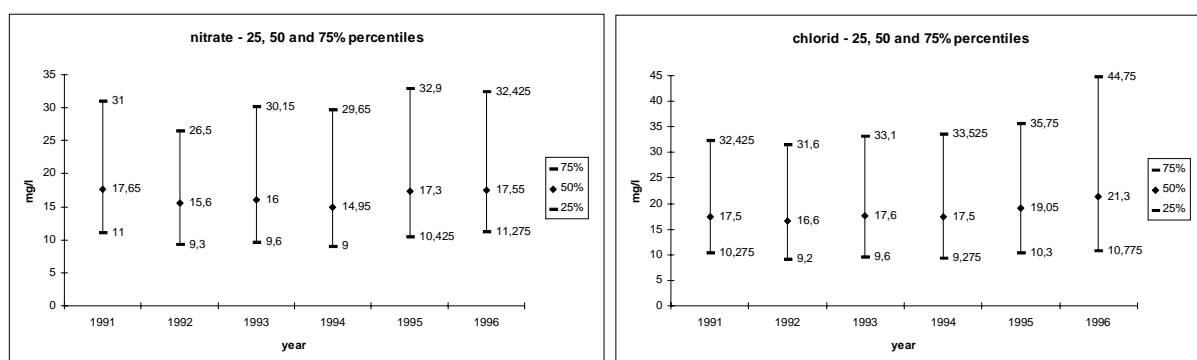 nitrate - 25, 50 and 75% percentiles
mg/l
35
30
25
20
15
10
5
0
31 26,5 30,15 29,65 32,9 32,425
17,65 15,6 16 14,95 17,3 17,55
11 9,3 9,6 9 10,425 11,275
75%
50%
25%
1991 1992 1993 1994 1995 1996
year
chlorid - 25, 50 and 75% percentiles
mg/l
45
40
35
30
25
20
15
10
5
0
32,425 31,6 33,1 33,525 35,75 44,75
17,5 16,6 17,6 17,5 19,05 21,3
10,275 9,2 9,6 9,275 10,3 10,775
75%
50%
25%
1991 1992 1993 1994 1995 1996
year